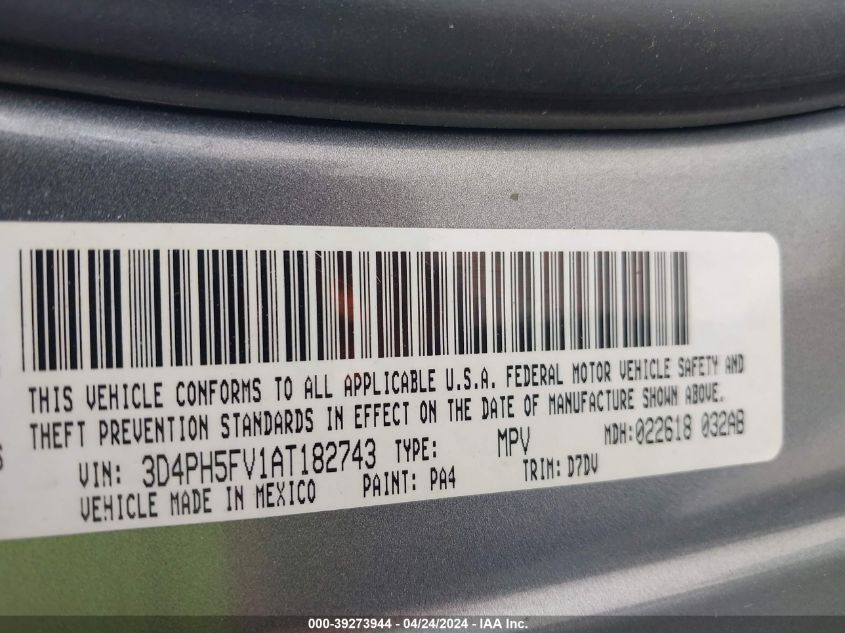 THIS VEHICLE CONFORMS TO ALL APPLICABLE U.S.A. FEDERAL MOTOR VEHICLE SAFETY AND
THEFT PREVENTION STANDARDS IN EFFECT ON THE DATE OF MANUFACTURE SHOWN ABOVE.
VIN: 3D4PH5FV1AT182743 TYPE: MPV MDH:022618 032AB
VEHICLE MADE IN MEXICO PAINT: PA4 TRIM: D7DV
000-39273944 - 04/24/2024 - IAA Inc.